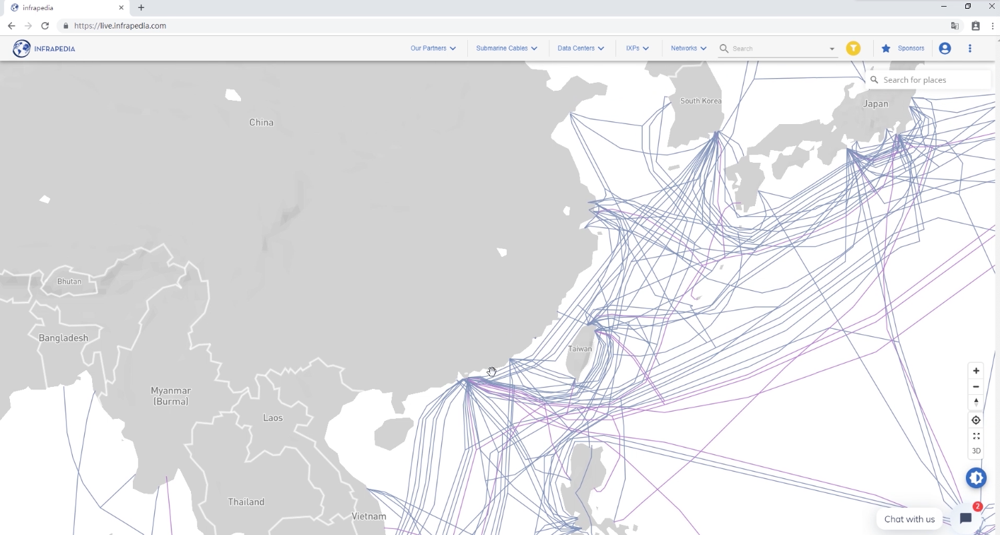 infrapedia
https://live.infrapedia.com
INFRAPEDIA
Our Partners
Submarine Cables
Data Centers
IXPs
Networks
Search
Sponsors
Search for places
South Korea
Japan
China
Bhutan
Bangladesh
Taiwan
Myanmar
(Burma)
Laos
3D
Thailand
Vietnam
2
Chat with us